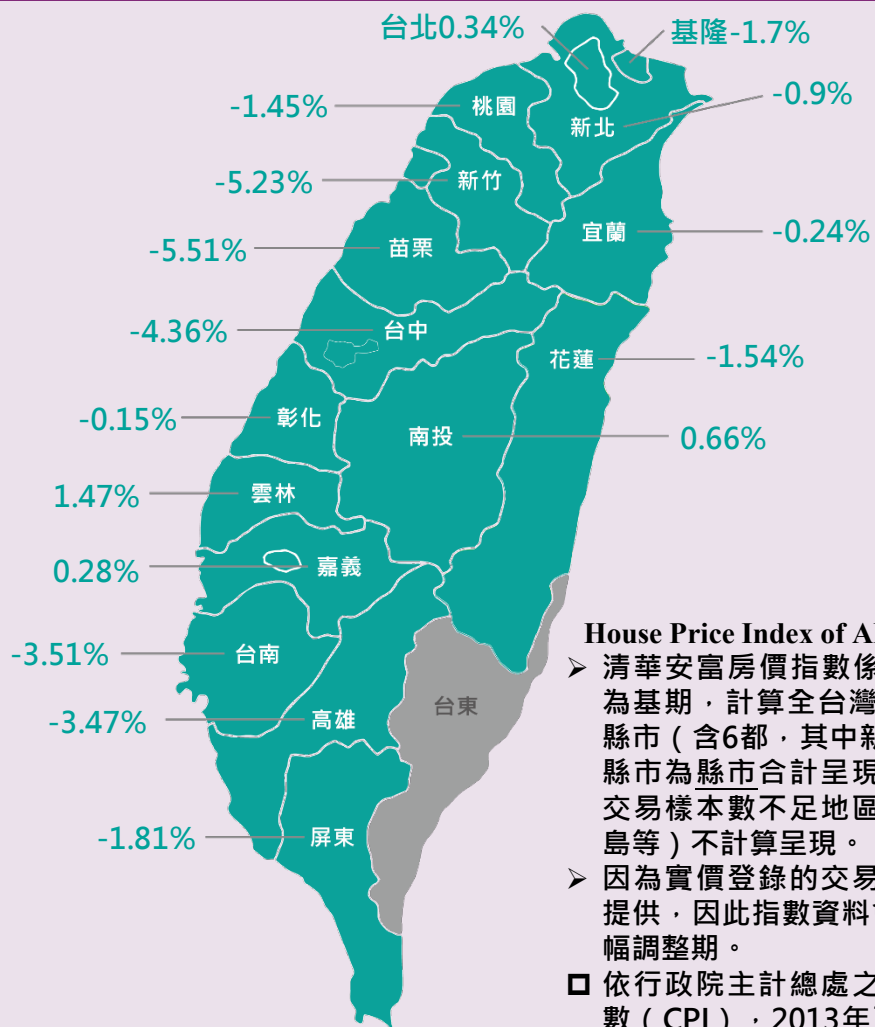 台北0.34%
基隆-1.7%
-1.45%
桃園
-0.9%
新北
-5.23%
新竹
-5.51%
苗栗
宜蘭
-0.24%
-4.36%
台中
花蓮
-1.54%
-0.15%
彰化
南投
0.66%
1.47%
雲林
0.28%
嘉義
-3.51%
台南
-3.47%
高雄
台東
-1.81%
屏東
House Price Index of A
➢ 清華安富房價指數係
為基期，計算全台灣
縣市（含6都，其中新
縣市為縣市合計呈現
交易樣本數不足地區
島等）不計算呈現。
➢ 因為實價登錄的交易
提供，因此指數資料
幅調整期。
□ 依行政院主計總處之
數（CPI），2013年